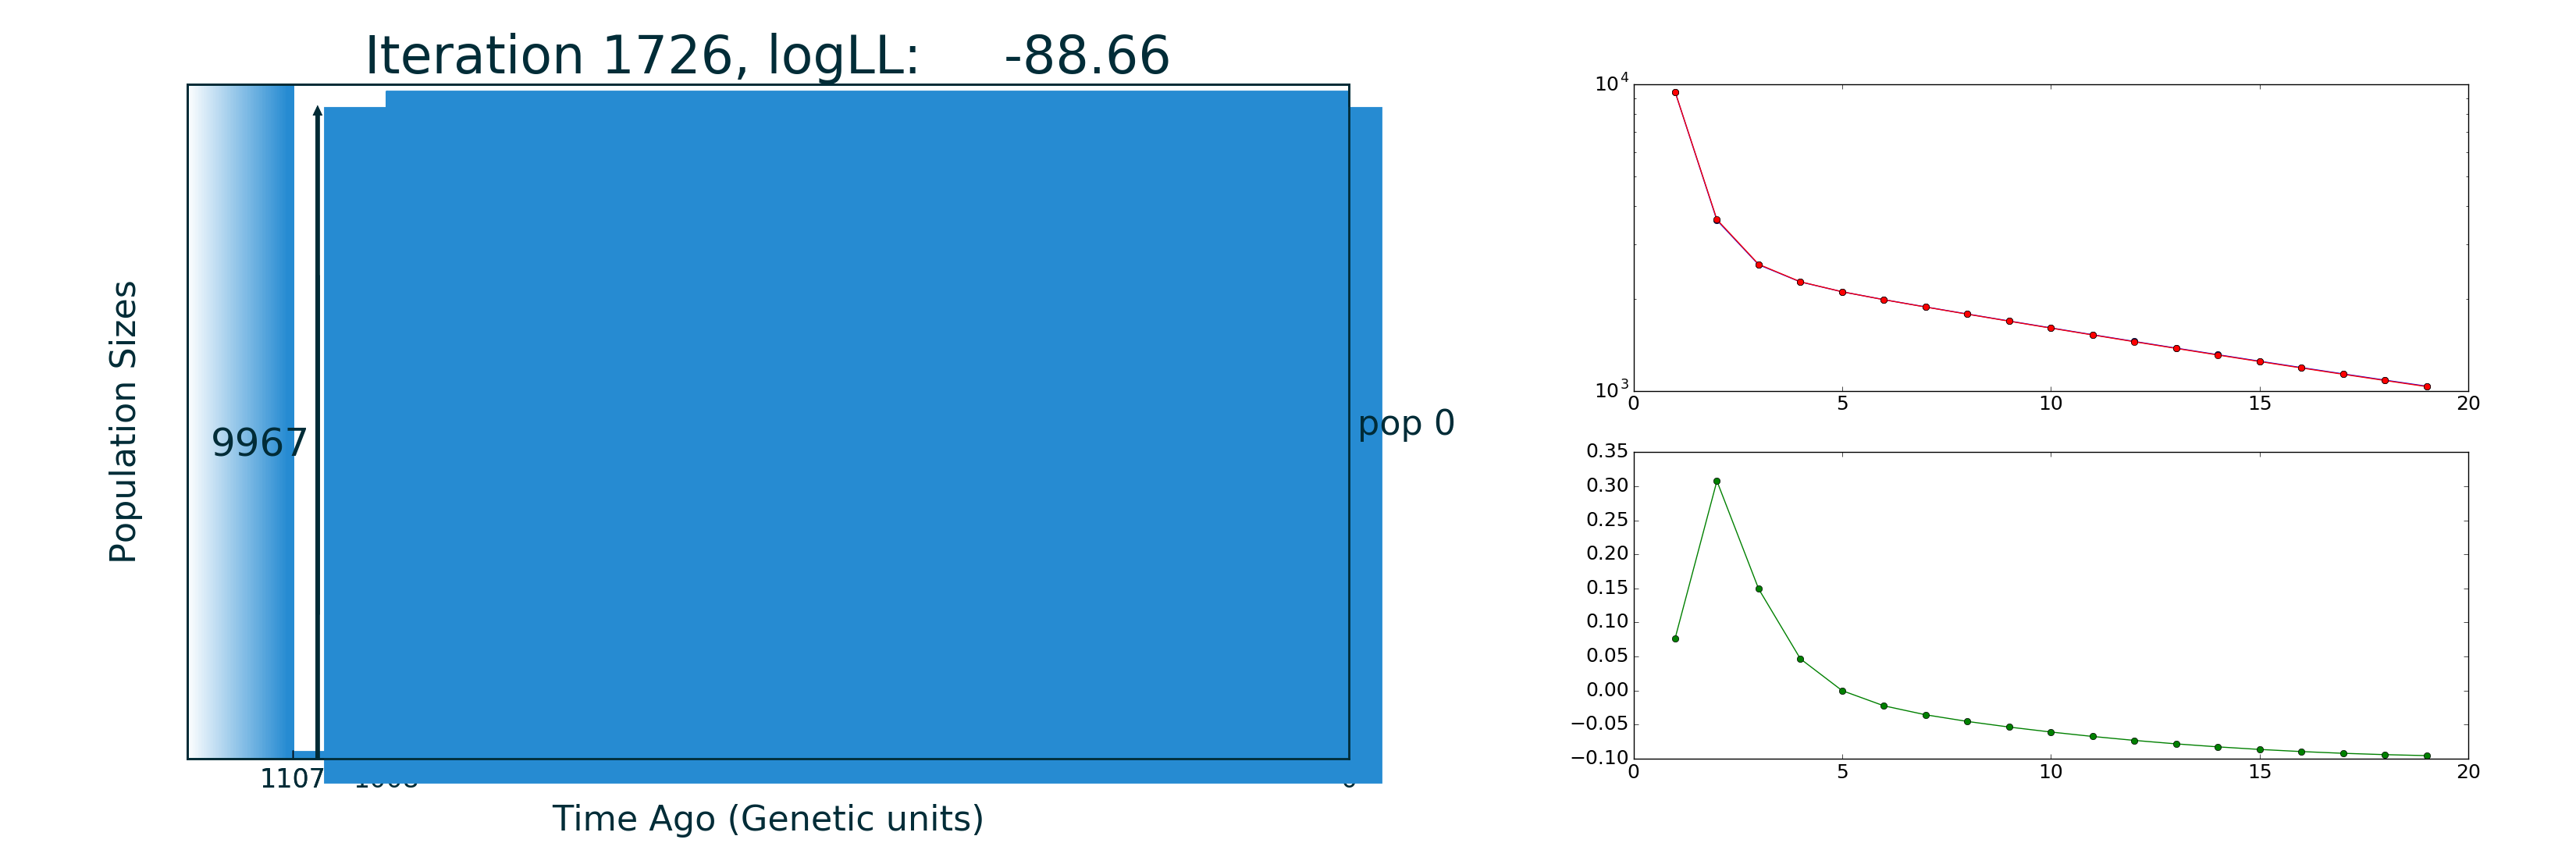 Iteration 1726, logLL: -88.66
Population Sizes
9967
pop 0
1107
Time Ago (Genetic units)
10^4
10^3
0 5 10 15 20
0.35
0.30
0.25
0.20
0.15
0.10
0.05
0.00
−0.05
−0.10
0 5 10 15 20